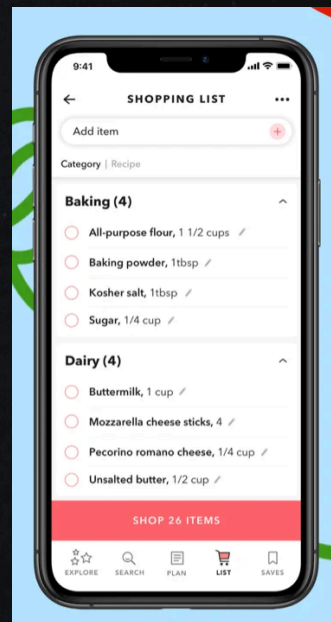 9:41
SHOPPING LIST
Add item
Category | Recipe
Baking (4)
All-purpose flour, 1 1/2 cups
Baking powder, 1tbsp
Kosher salt, 1tbsp
Sugar, 1/4 cup
Dairy (4)
Buttermilk, 1 cup
Mozzarella cheese sticks, 4
Pecorino romano cheese, 1/4 cup
Unsalted butter, 1/2 cup
SHOP 26 ITEMS
EXPLORE SEARCH PLAN LIST SAVES